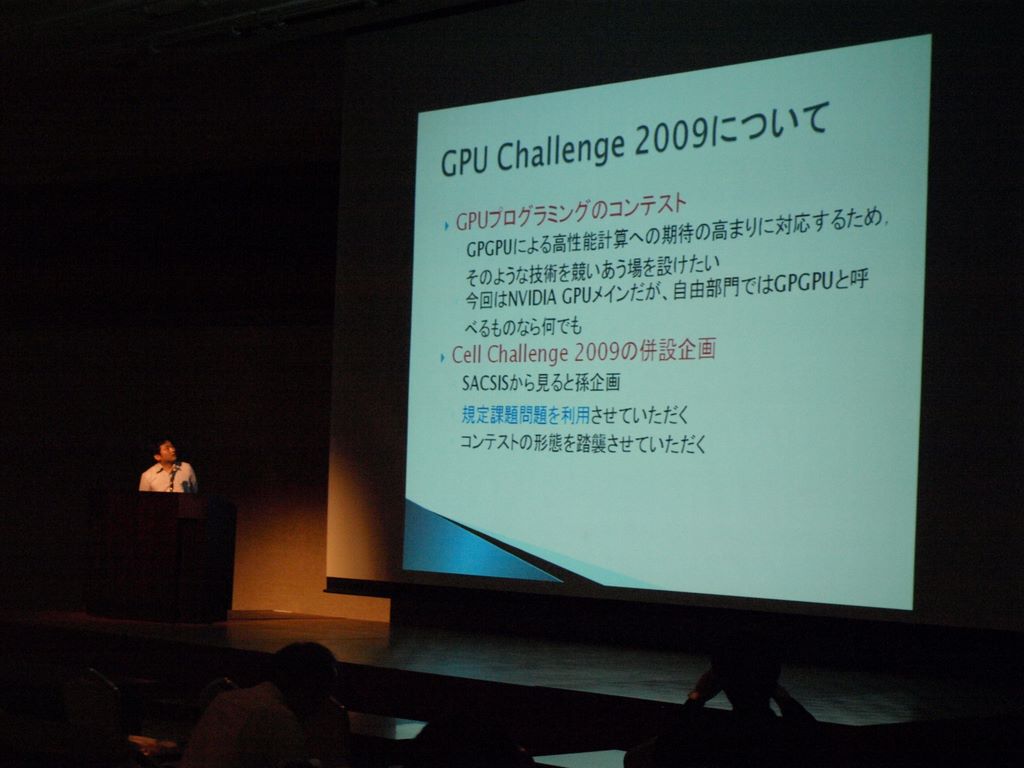 GPU Challenge 2009について
GPUプログラミングのコンテスト
GPGPUによる高性能計算への期待の高まりに対応するため,
そのような技術を競いあう場を設けたい
今回はNVIDIA GPUメインだが、自由部門ではGPGPUと呼
べるものなら何でも
Cell Challenge 2009の併設企画
SACSISから見ると孫企画
規定課題問題を利用させていただく
コンテストの形態を踏襲させていただく